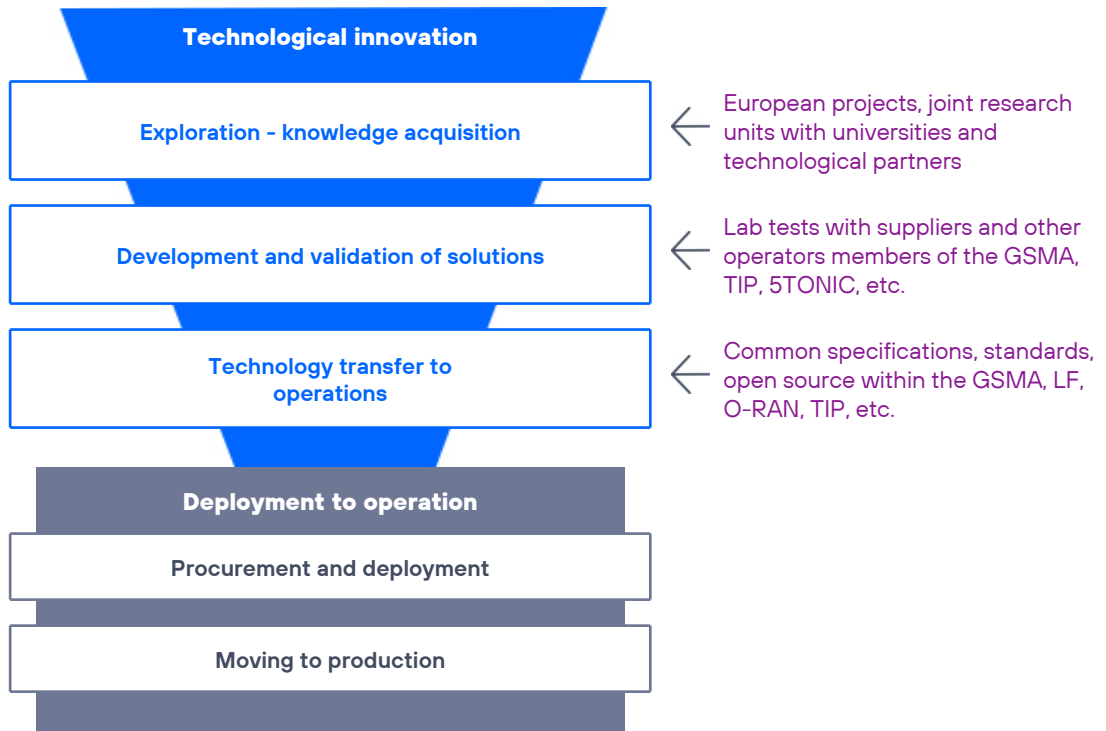 Technological innovation
Exploration - knowledge acquisition
European projects, joint research
units with universities and
technological partners
Development and validation of solutions
Lab tests with suppliers and other
operators members of the GSMA,
TIP, 5TONIC, etc.
Technology transfer to
operations
Common specifications, standards,
open source within the GSMA, LF,
O-RAN, TIP, etc.
Deployment to operation
Procurement and deployment
Moving to production